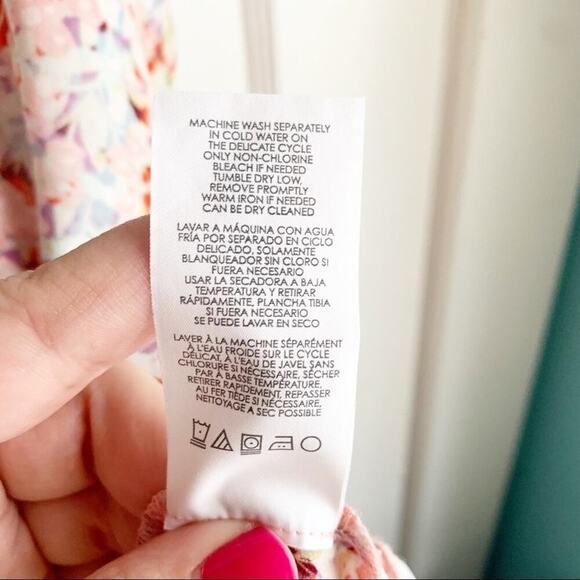 MACHINE WASH SEPARATELY
IN COLD WATER ON
THE DELICATE CYCLE
ONLY NON-CHLORINE
BLEACH IF NEEDED
TUMBLE DRY LOW,
REMOVE PROMPTLY
WARM IRON IF NEEDED
CAN BE DRY CLEANED
LAVAR A MÁQUINA CON AGUA
FRÍA POR SEPARADO EN CICLO
DELICADO, SOLAMENTE
BLANQUEADOR SIN CLORO SI
FUERA NECESARIO
USAR LA SECADORA A BAJA
TEMPERATURA Y RETIRAR
RÁPIDAMENTE, PLANCHA TIBIA
SI FUERA NECESARIO
SE PUEDE LAVAR EN SECO
LAVER À LA MACHINE SÉPARÉMENT
À L'EAU FROIDE SUR LE CYCLE
DÉLICAT, À L'EAU DE JAVEL SANS
CHLORURE SI NÉCESSAIRE, SÉCHER
PAR À BASSE TEMPÉRATURE,
RETIRER RAPIDEMENT, REPASSER
AU FER TIÈDE SI NÉCESSAIRE,
NETTOYAGE A SEC POSSIBLE